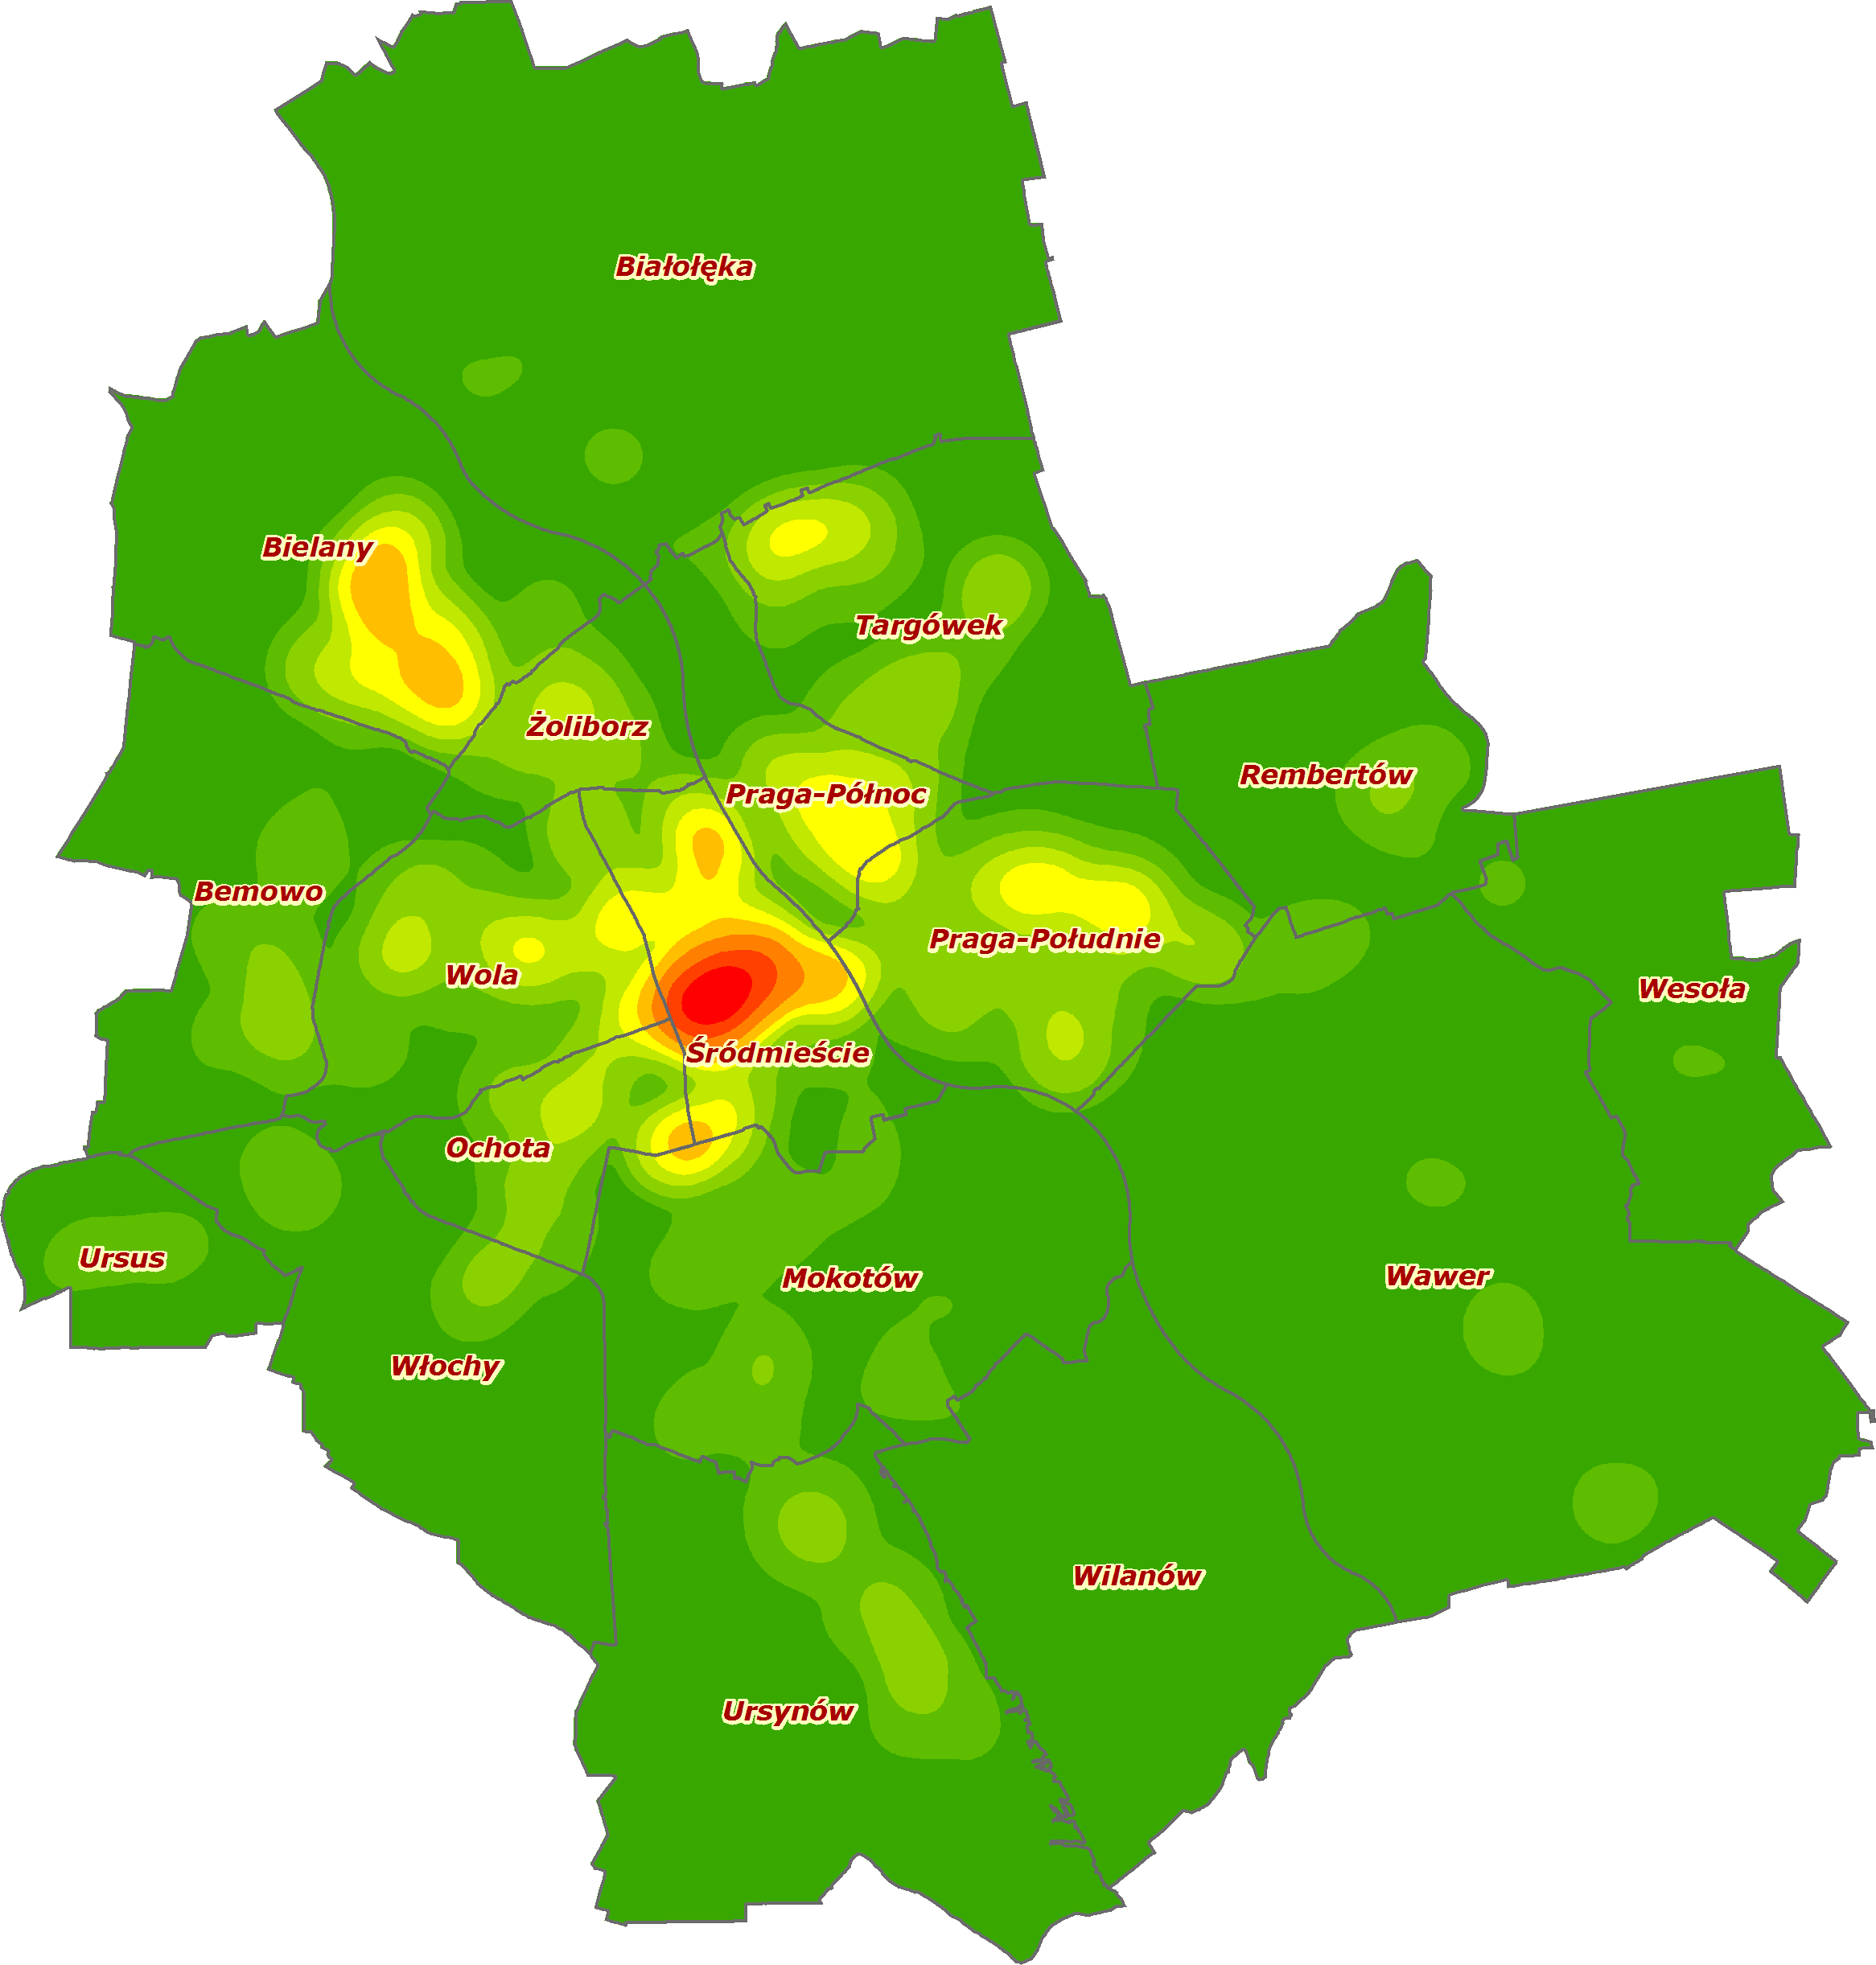 Białołęka
Bielany
Targówek
Żoliborz
Rembertów
Praga-Północ
Bemowo
Praga-Południe
Wola
Wesoła
Śródmieście
Ochota
Ursus
Mokotów
Wawer
Włochy
Wilanów
Ursynów